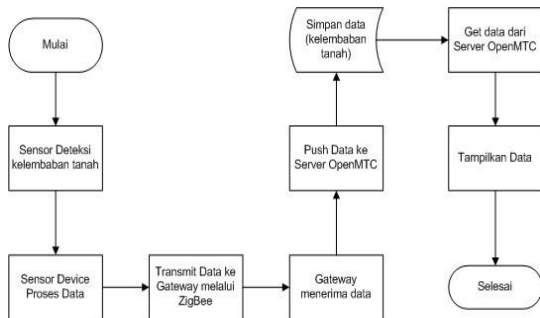 Mulai
Sensor Deteksi
kelembaban tanah
Sensor Device
Proses Data
Transmit Data ke
Gateway melalui
ZigBee
Gateway
menerima data
Push Data ke
Server OpenMTC
Simpan data
(kelembaban
tanah)
Get data dari
Server OpenMTC
Tampilkan Data
Selesai